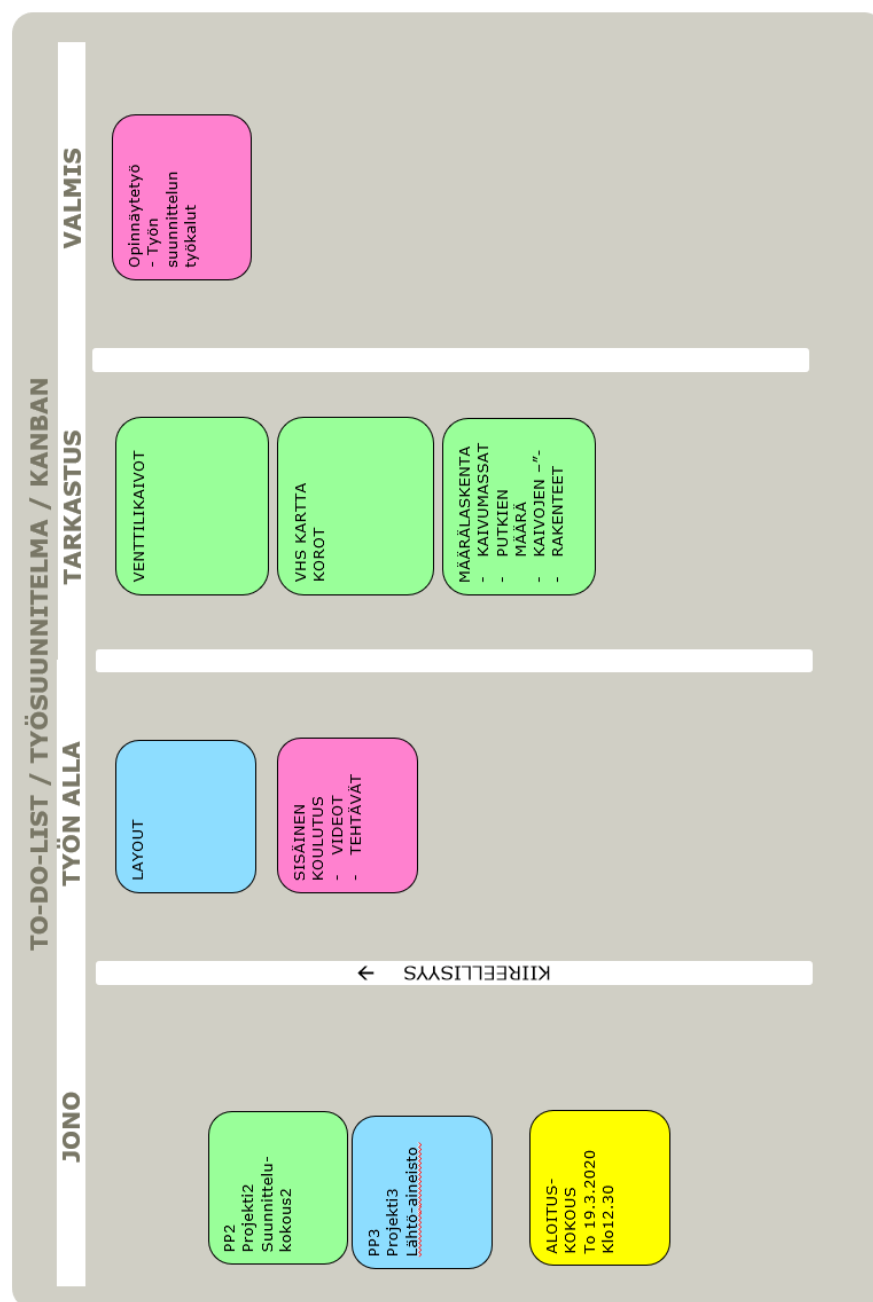 TO-DO-LIST / TYÖSUUNNITELMA / KANBAN
JONO
TYÖN ALLA
TARKASTUS
VALMIS
PP2
Projekti2
Suunnittelu-
kokous2
PP3
Projekti3
Lähtö-aineisto
ALOITUS-
KOKOUS
To 19.3.2020
Klo12.30
KIIREELLISYYS →
LAYOUT
SISÄINEN
KOULUTUS
- VIDEOT
- TEHTÄVÄT
VENTTILIKAIVOT
VHS KARTTA
KOROT
MÄÄRÄLASKENTA
- KAIVUMASSAT
- PUTKIEN
MÄÄRÄ
- KAIVOJEN –”-
- RAKENTEET
Opinnäytetyö
- Työn
suunnittelun
työkalut